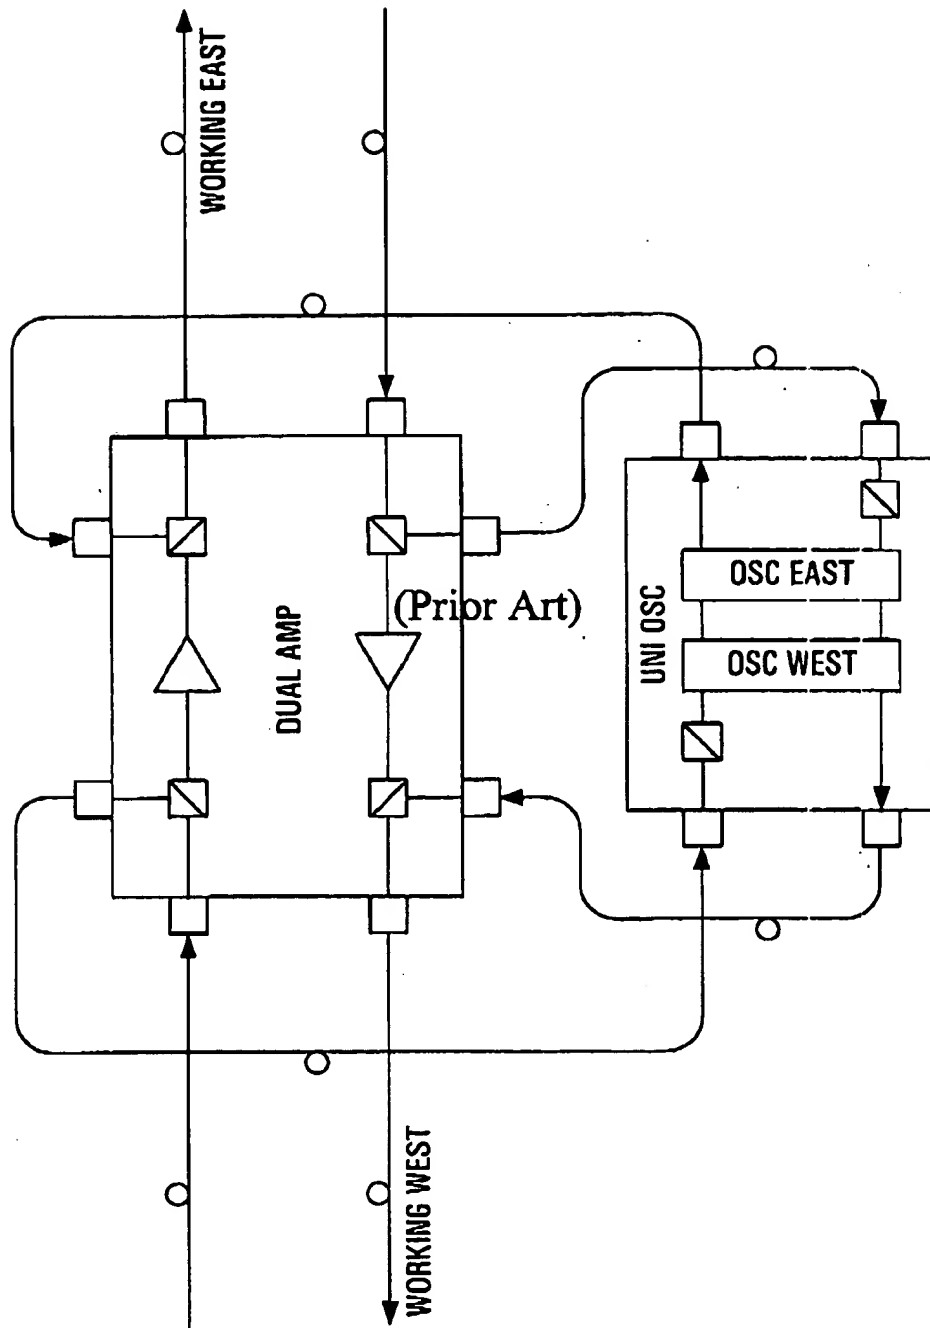 WORKING EAST
(Prior Art)
DUAL AMP
UNI OSC
OSC EAST
OSC WEST
WORKING WEST